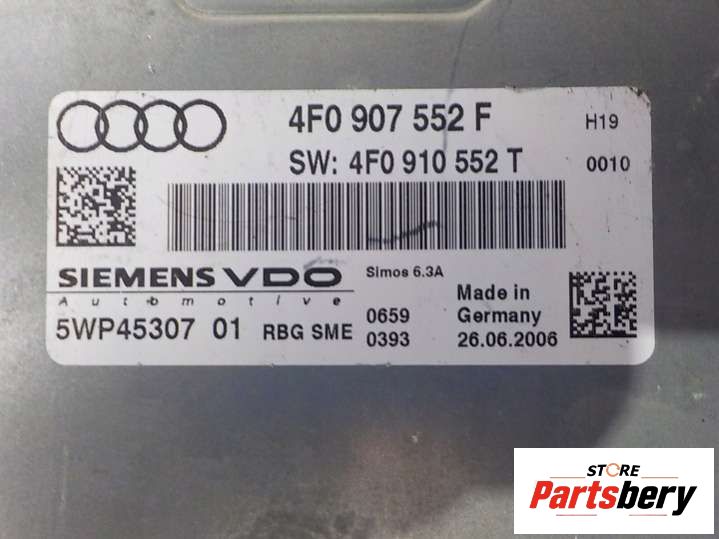 4F0 907 552 F
H19
SW: 4F0 910 552 T
0010
SIEMENS VDO
Automotive
Simos 6.3A
5WP45307 01
RBG SME
0659
0393
Made in
Germany
26.06.2006
STORE
Partsbery